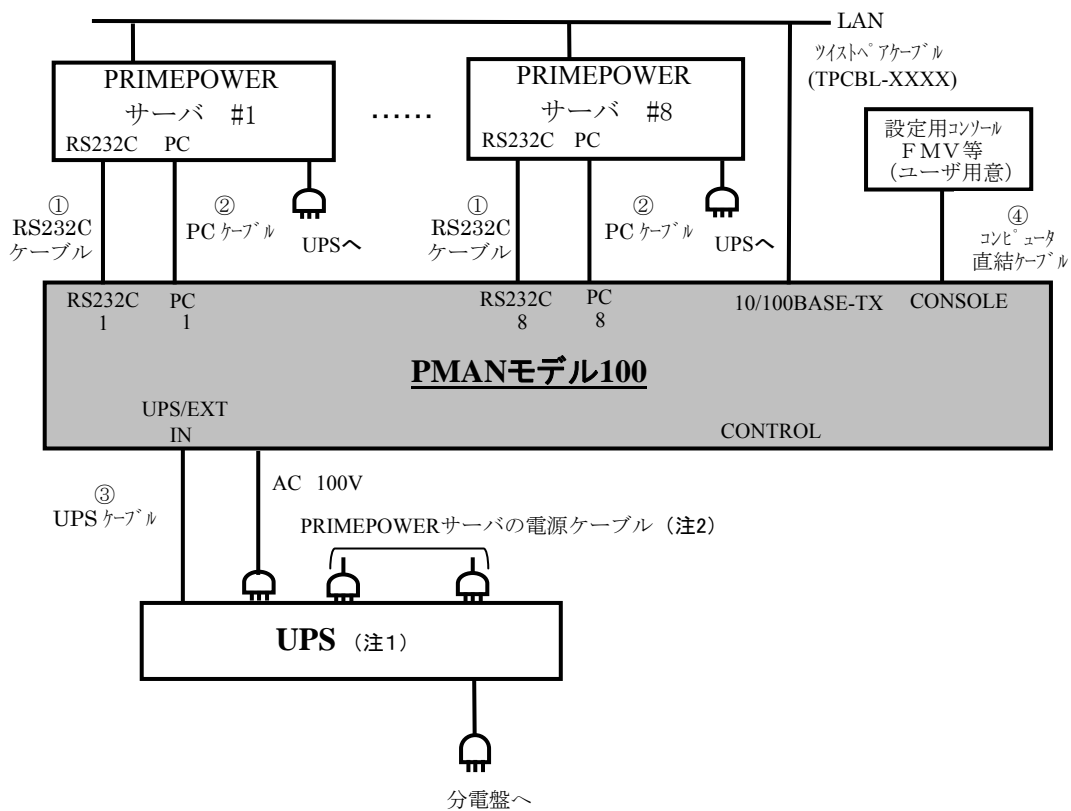 LAN
ツイストペアケーブル
(TPCBL-XXXX)
PRIMEPOWER
サーバ #1
RS232C PC
......
PRIMEPOWER
サーバ #8
RS232C PC
設定用コンソール
FMV等
(ユーザ用意)
①
RS232C
ケーブル
②
PCケーブル
UPSへ
①
RS232C
ケーブル
②
PCケーブル
UPSへ
④
コンピュータ
直結ケーブル
RS232C
1
PC
1
RS232C
8
PC
8
10/100BASE-TX
CONSOLE
PMANモデル100
UPS/EXT
IN
CONTROL
③
UPSケーブル
AC 100V
PRIMEPOWERサーバの電源ケーブル (注2)
UPS (注1)
分電盤へ